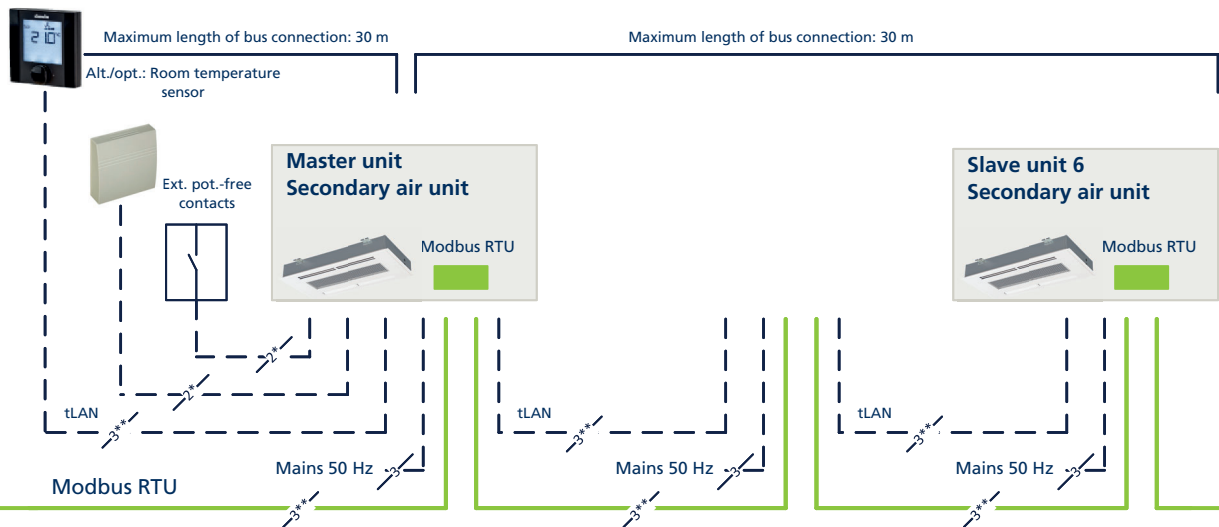 Maximum length of bus connection: 30 m
Maximum length of bus connection: 30 m
Alt./opt.: Room temperature
sensor
Ext. pot.-free
contacts
Master unit
Secondary air unit
Modbus RTU
Slave unit 6
Secondary air unit
Modbus RTU
2*
2*
tLAN
3**
tLAN
3**
tLAN
3**
Mains 50 Hz
3
Mains 50 Hz
3
Mains 50 Hz
3
Modbus RTU
3**
3**
3**